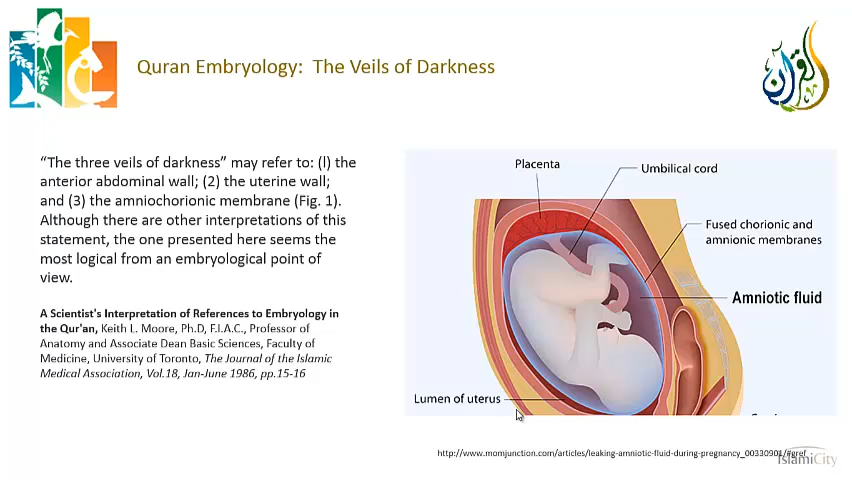 Quran Embryology: The Veils of Darkness
القرآن
“The three veils of darkness” may refer to: (l) the
anterior abdominal wall; (2) the uterine wall;
and (3) the amniochorionic membrane (Fig. 1).
Although there are other interpretations of this
statement, the one presented here seems the
most logical from an embryological point of
view.
A Scientist's Interpretation of References to Embryology in
the Qur'an, Keith L. Moore, Ph.D, F.I.A.C., Professor of
Anatomy and Associate Dean Basic Sciences, Faculty of
Medicine, University of Toronto, The Journal of the Islamic
Medical Association, Vol.18, Jan-June 1986, pp.15-16
Placenta
Umbilical cord
Fused chorionic and
amnionic membranes
Amniotic fluid
Lumen of uterus
http://www.momjunction.com/articles/leaking-amniotic-fluid-during-pregnancy_00330901/#gref
IslamiCity